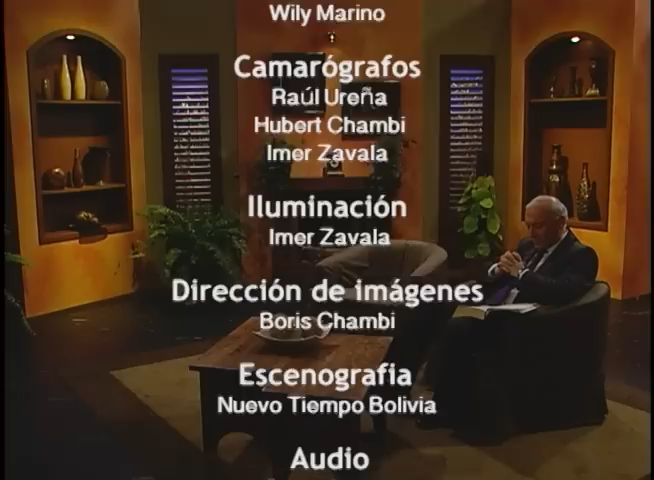 Wily Marino
Camarógrafos
Raúl Ureña
Hubert Chambi
Imer Zavala
Iluminación
Imer Zavala
Dirección de imágenes
Boris Chambi
Escenografia
Nuevo Tiempo Bolivia
Audio